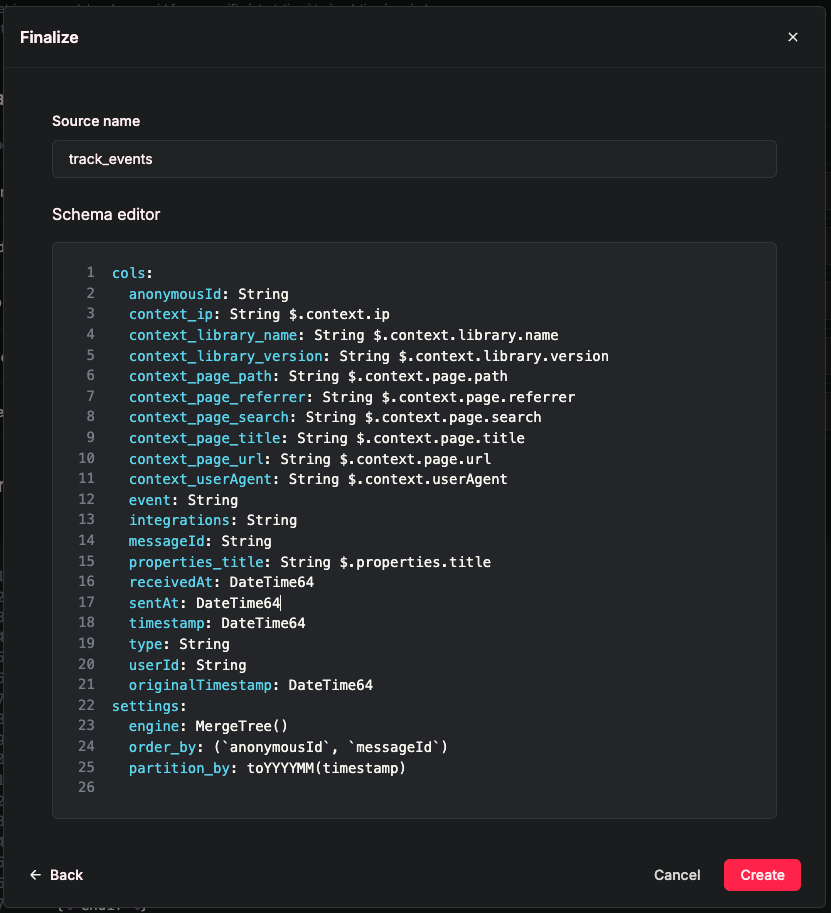 Finalize
Source name
track_events
Schema editor
1 cols:
2   anonymousId: String
3   context_ip: String $.context.ip
4   context_library_name: String $.context.library.name
5   context_library_version: String $.context.library.version
6   context_page_path: String $.context.page.path
7   context_page_referrer: String $.context.page.referrer
8   context_page_search: String $.context.page.search
9   context_page_title: String $.context.page.title
10   context_page_url: String $.context.page.url
11   context_userAgent: String $.context.userAgent
12   event: String
13   integrations: String
14   messageId: String
15   properties_title: String $.properties.title
16   receivedAt: DateTime64
17   sentAt: DateTime64
18   timestamp: DateTime64
19   type: String
20   userId: String
21   originalTimestamp: DateTime64
22 settings:
23   engine: MergeTree()
24   order_by: (`anonymousId`, `messageId`)
25   partition_by: toYYYYMM(timestamp)
26
← Back
Cancel
Create